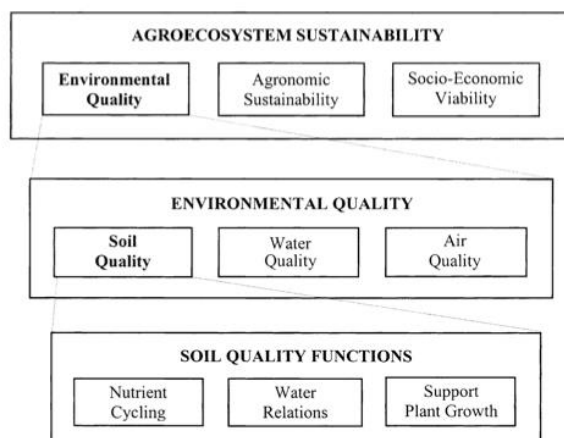 AGROECOSYSTEM SUSTAINABILITY
Environmental
Quality
Agronomic
Sustainability
Socio-Economic
Viability
ENVIRONMENTAL QUALITY
Soil
Quality
Water
Quality
Air
Quality
SOIL QUALITY FUNCTIONS
Nutrient
Cycling
Water
Relations
Support
Plant Growth